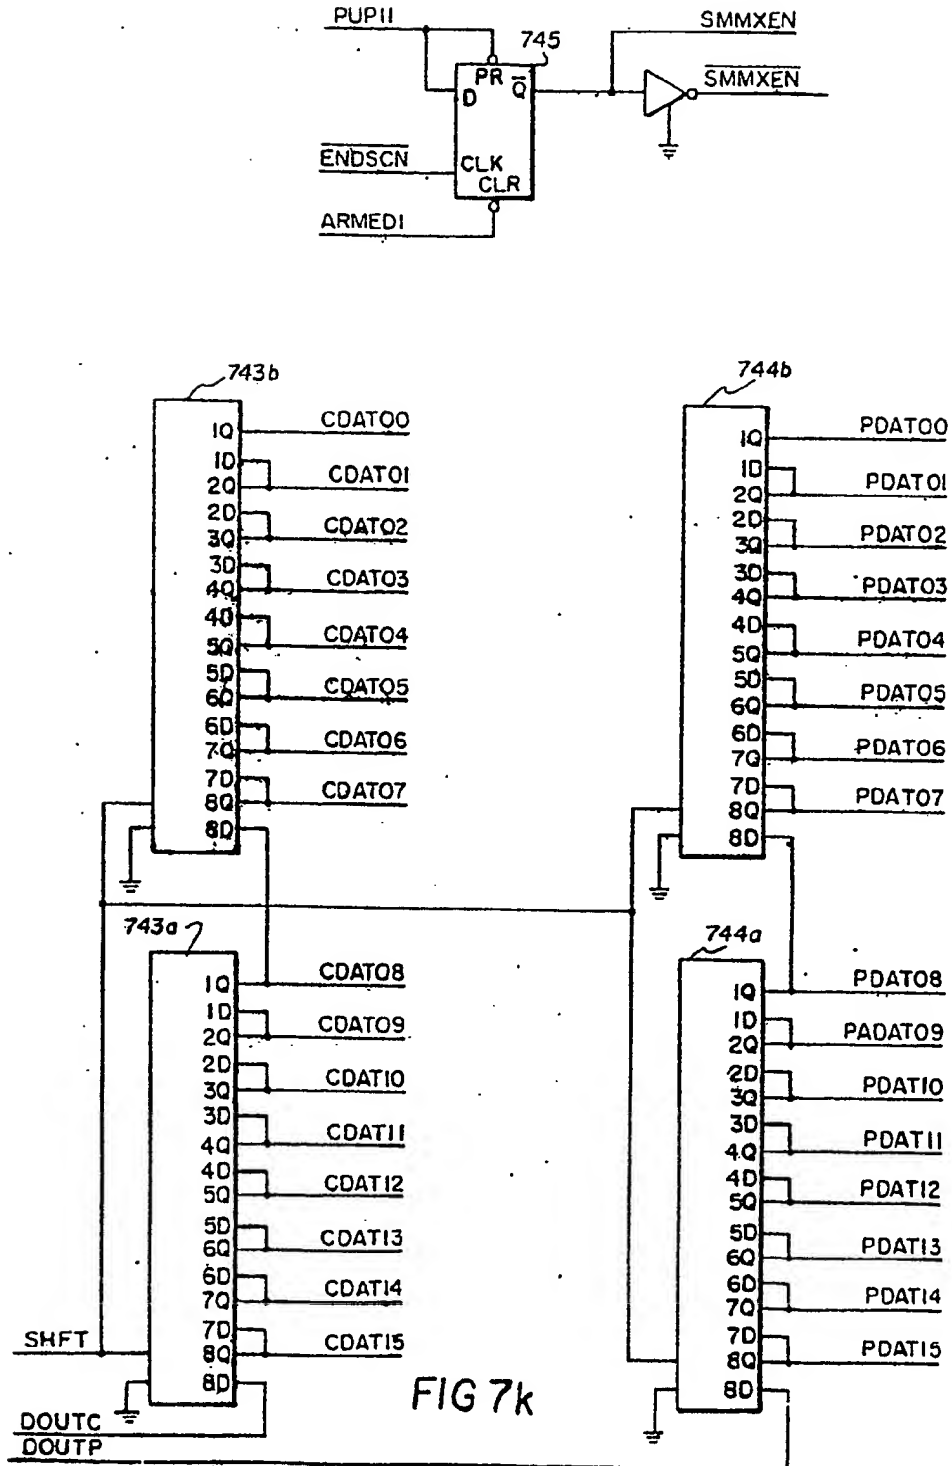 PUP11
SMMXEN
745
PR
Q̅
D
S̅M̅M̅X̅E̅N̅
E̅N̅D̅S̅C̅N̅
CLK
CLR
ARMED1
743b
1Q CDAT00
1D
2Q CDAT01
2D
3Q CDAT02
3D
4Q CDAT03
4D
5Q CDAT04
5D
6Q CDAT05
6D
7Q CDAT06
7D
8Q CDAT07
8D
744b
1Q PDAT00
1D
2Q PDAT01
2D
3Q PDAT02
3D
4Q PDAT03
4D
5Q PDAT04
5D
6Q PDAT05
6D
7Q PDAT06
7D
8Q PDAT07
8D
743a
1Q CDAT08
1D
2Q CDAT09
2D
3Q CDAT10
3D
4Q CDAT11
4D
5Q CDAT12
5D
6Q CDAT13
6D
7Q CDAT14
7D
8Q CDAT15
8D
744a
1Q PDAT08
1D
2Q PADAT09
2D
3Q PDAT10
3D
4Q PDAT11
4D
5Q PDAT12
5D
6Q PDAT13
6D
7Q PDAT14
7D
8Q PDAT15
8D
SHFT
DOUTC
DOUTP
FIG 7k